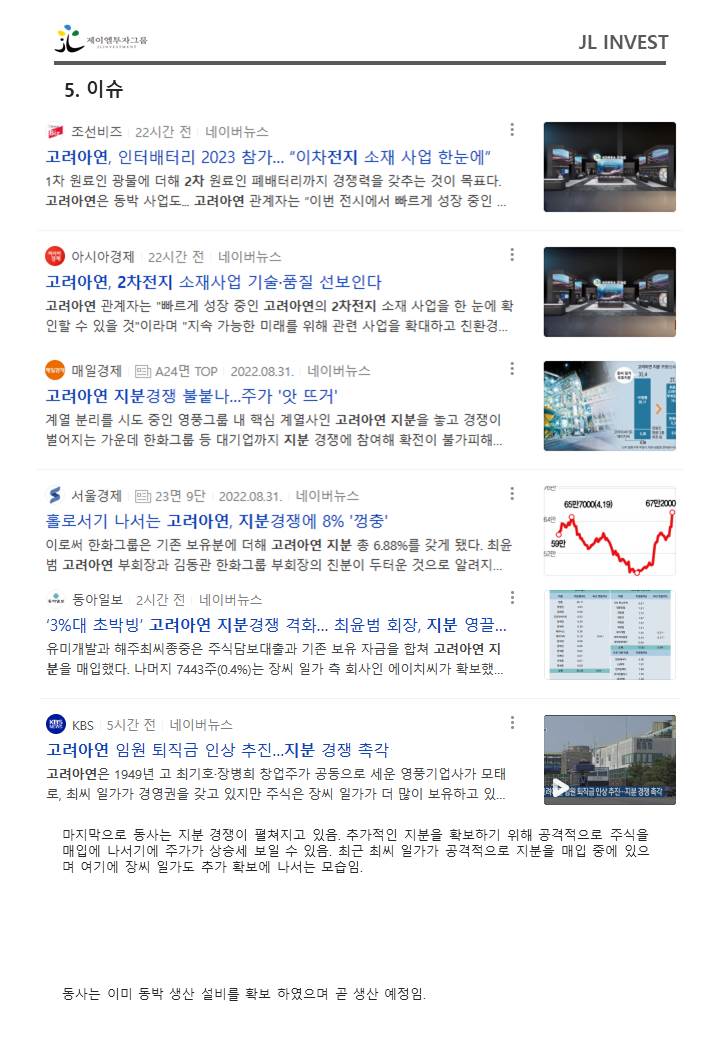 제이엘투자그룹
JL INVESTMENT
JL INVEST
5. 이슈
조선비즈 22시간 전 네이버뉴스
고려아연, 인터배터리 2023 참가... “이차전지 소재 사업 한눈에”
1차 원료인 광물에 더해 2차 원료인 폐배터리까지 경쟁력을 갖추는 것이 목표다.
고려아연은 동박 사업도... 고려아연 관계자는 “이번 전시에서 빠르게 성장 중인 ...
아시아경제 22시간 전 네이버뉴스
고려아연, 2차전지 소재사업 기술·품질 선보인다
고려아연 관계자는 "빠르게 성장 중인 고려아연의 2차전지 소재 사업을 한 눈에 확
인할 수 있을 것"이라며 "지속 가능한 미래를 위해 관련 사업을 확대하고 친환경...
매일경제 A24면 TOP 2022.08.31. 네이버뉴스
고려아연 지분경쟁 불붙나...주가 '앗 뜨거'
계열 분리를 시도 중인 영풍그룹 내 핵심 계열사인 고려아연 지분을 놓고 경쟁이
벌어지는 가운데 한화그룹 등 대기업까지 지분 경쟁에 참여해 확전이 불가피해...
서울경제 23면 9단 2022.08.31. 네이버뉴스
홀로서기 나서는 고려아연, 지분경쟁에 8% '껑충'
이로써 한화그룹은 기존 보유분에 더해 고려아연 지분 총 6.88%를 갖게 됐다. 최윤
범 고려아연 부회장과 김동관 한화그룹 부회장의 친분이 두터운 것으로 알려지...
65만7000(4.19)
67만2000
64만
59만
52만
동아일보 2시간 전 네이버뉴스
‘3%대 초박빙’ 고려아연 지분경쟁 격화... 최윤범 회장, 지분 영끌...
유미개발과 해주최씨종중은 주식담보대출과 기존 보유 자금을 합쳐 고려아연 지
분을 매입했다. 나머지 7443주(0.4%)는 장씨 일가 측 회사인 에이치씨가 확보했...
KBS 5시간 전 네이버뉴스
고려아연 임원 퇴직금 인상 추진...지분 경쟁 촉각
고려아연은 1949년 고 최기호·장병희 창업주가 공동으로 세운 영풍기업사가 모태
로, 최씨 일가가 경영권을 갖고 있지만 주식은 장씨 일가가 더 많이 보유하고 있...
임원 퇴직금 인상 추진…지분 경쟁 촉각
마지막으로 동사는 지분 경쟁이 펼쳐지고 있음. 추가적인 지분을 확보하기 위해 공격적으로 주식을
매입에 나서기에 주가가 상승세 보일 수 있음. 최근 최씨 일가가 공격적으로 지분을 매입 중에 있으
며 여기에 장씨 일가도 추가 확보에 나서는 모습임.
동사는 이미 동박 생산 설비를 확보 하였으며 곧 생산 예정임.